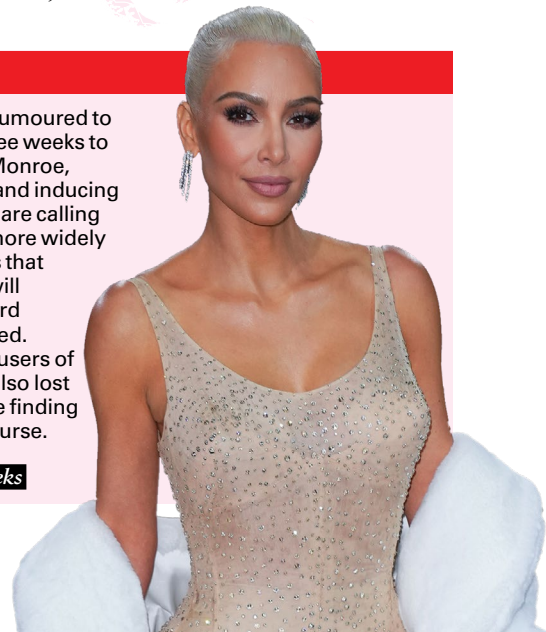 umoured to
ee weeks to
Monroe,
and inducing
are calling
more widely
that
ill
rd
ed.
users of
lso lost
e finding
urse.
eks